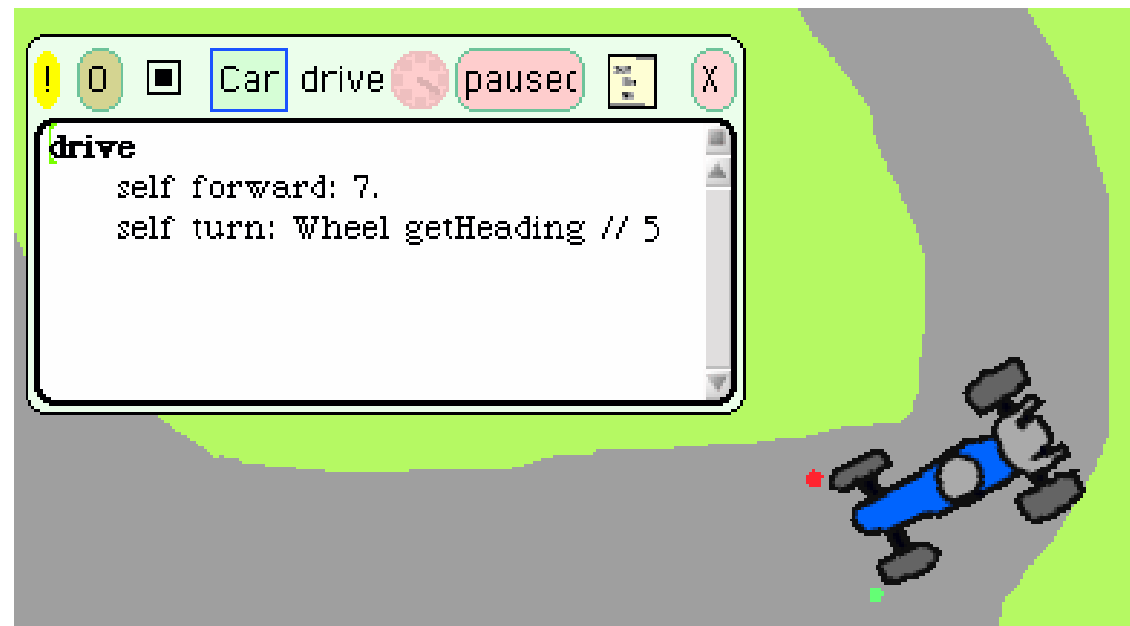 ! O Car drive paused X
drive
self forward: 7.
self turn: Wheel getHeading // 5